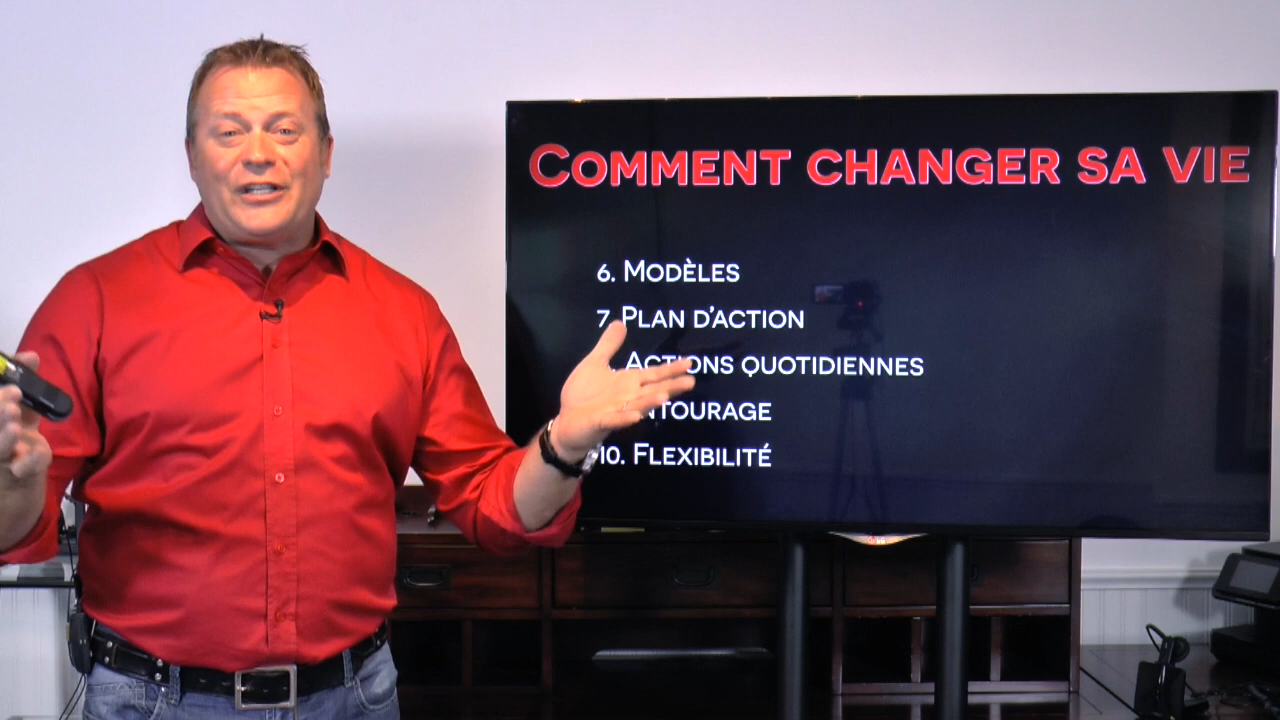 COMMENT CHANGER SA VIE
6. MODÈLES
7. PLAN D'ACTION
ACTIONS QUOTIDIENNES
10. FLEXIBILITÉ